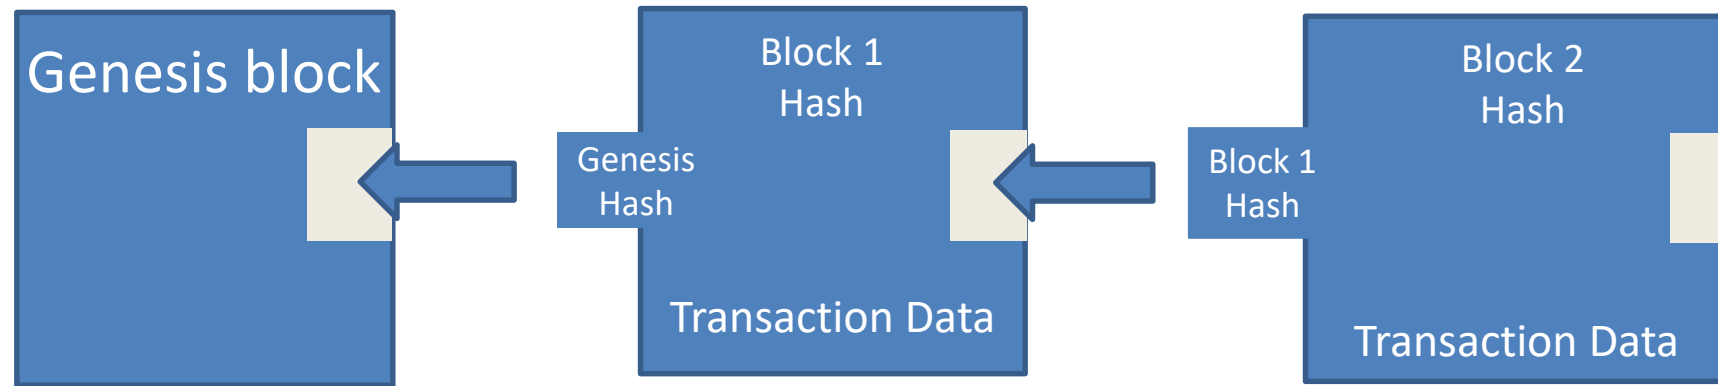 Genesis block
Genesis
Hash
Block 1
Hash
Transaction Data
Block 1
Hash
Block 2
Hash
Transaction Data